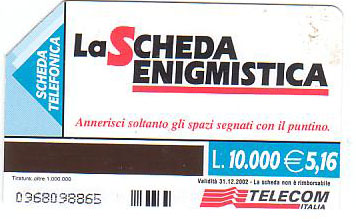 SCHEDA
TELEFONICA
La SCHEDA
ENIGMISTICA
Annerisci soltanto gli spazi segnati con il puntino.
L. 10.000 € 5,16
Tiratura: oltre 1.000.000
Validità 31.12.2002 - La scheda non è rimborsabile
0968098865
TELECOM
ITALIA